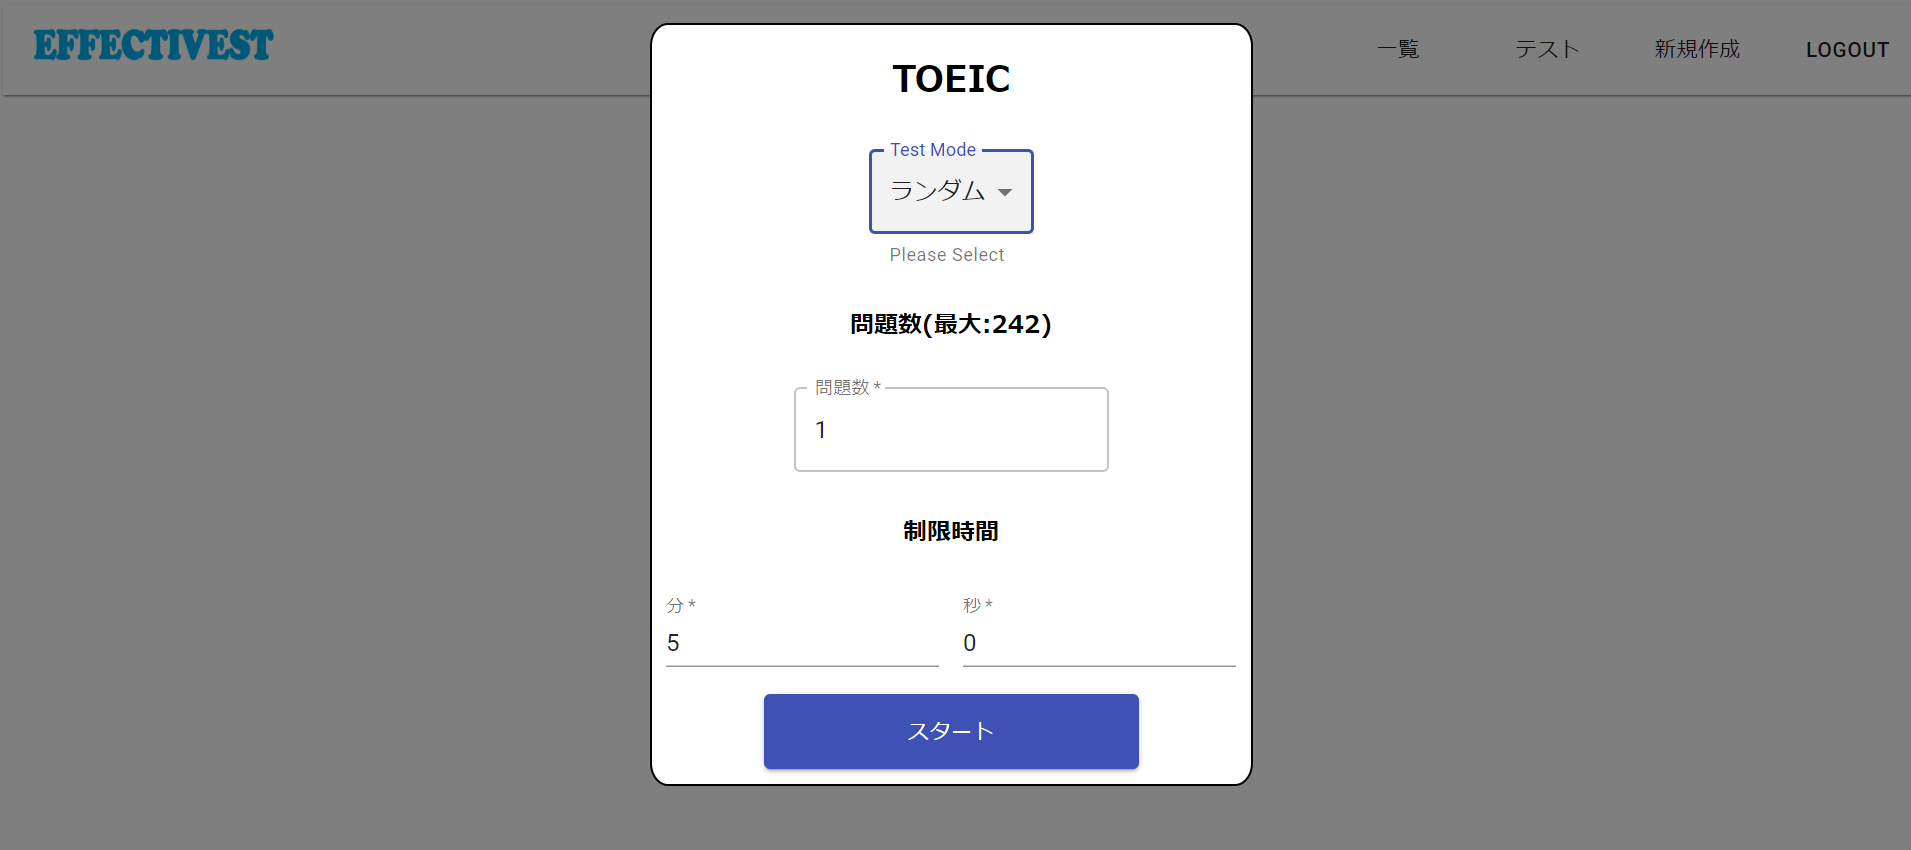 EFFECTIVEST
一覧
テスト
新規作成
LOGOUT
TOEIC
Test Mode
ランダム
Please Select
問題数(最大:242)
問題数 *
1
制限時間
分 *
秒 *
5
0
スタート